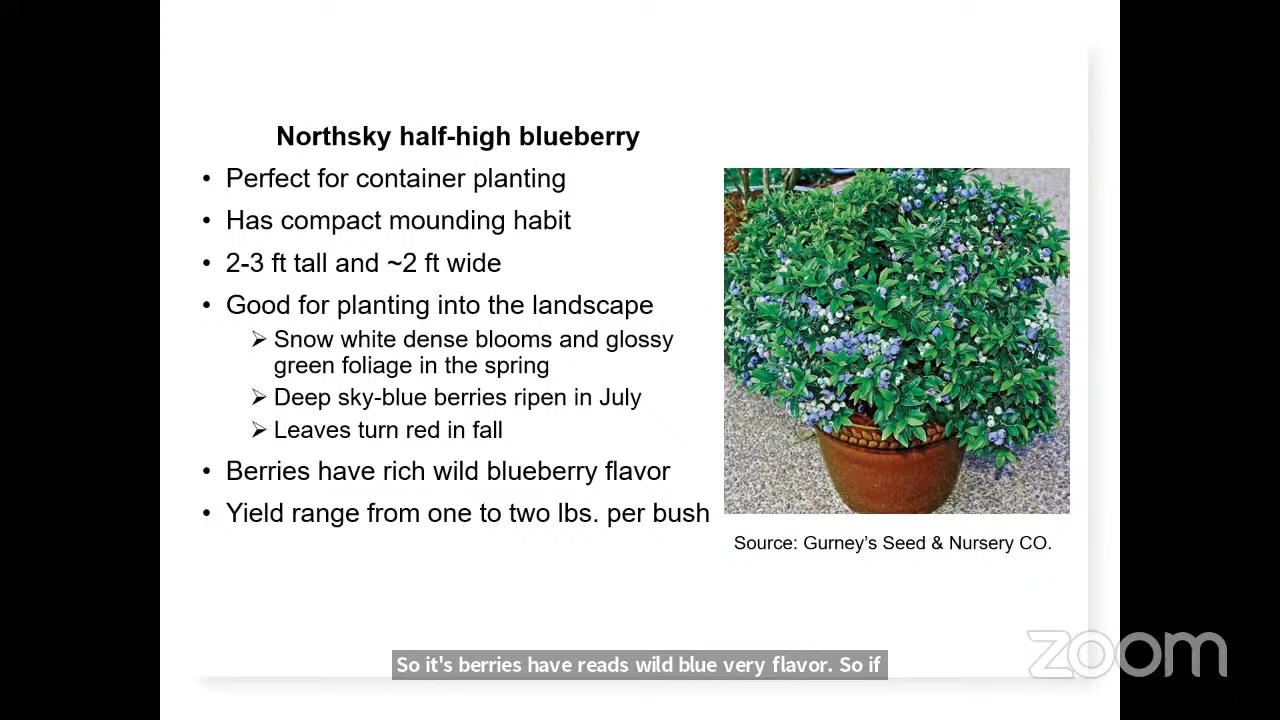 Northsky half-high blueberry
• Perfect for container planting
• Has compact mounding habit
• 2-3 ft tall and ~2 ft wide
• Good for planting into the landscape
➢ Snow white dense blooms and glossy
green foliage in the spring
➢ Deep sky-blue berries ripen in July
➢ Leaves turn red in fall
• Berries have rich wild blueberry flavor
• Yield range from one to two lbs. per bush
Source: Gurney's Seed & Nursery CO.
So it's berries have reads wild blue very flavor. So if
zoom